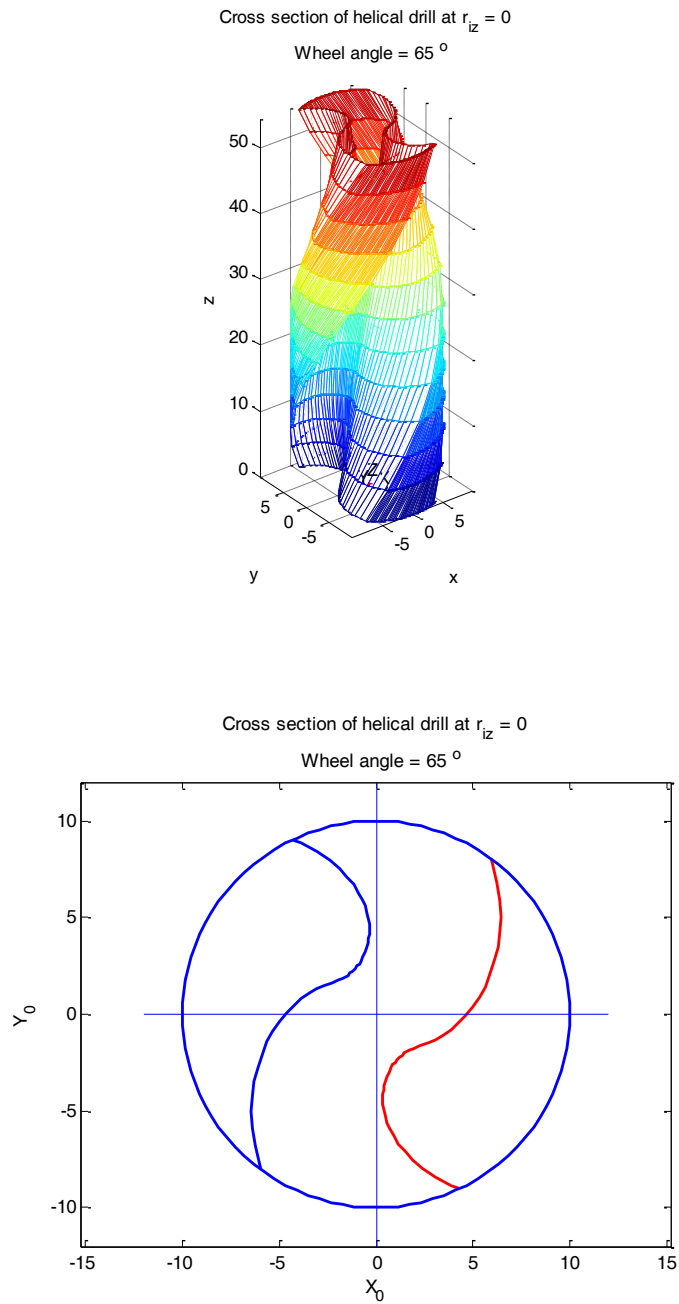 Cross section of helical drill at r_iz = 0
Wheel angle = 65 °
50
40
30
20
10
0
z
5
0
-5
y
-5
0
5
x
Z
Cross section of helical drill at r_iz = 0
Wheel angle = 65 °
10
5
0
-5
-10
Y_0
-15
-10
-5
0
5
10
15
X_0